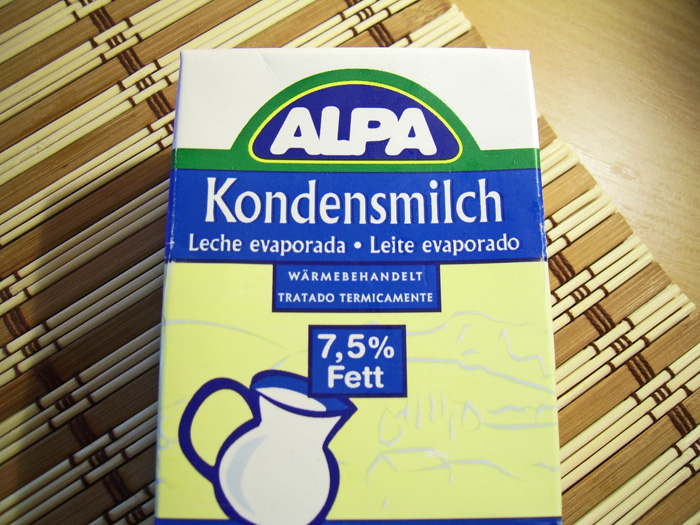 ALPA
Kondensmilch
Leche evaporada • Leite evaporado
WÄRMEBEHANDELT
TRATADO TERMICAMENTE
7,5%
Fett